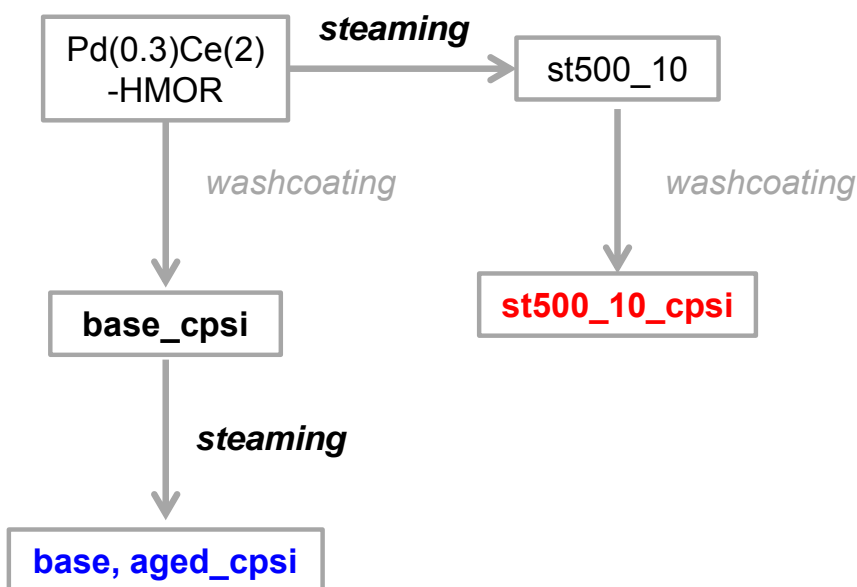 steaming
Pd(0.3)Ce(2)
-HMOR
st500_10
washcoating
washcoating
base_cpsi
st500_10_cpsi
steaming
base, aged_cpsi